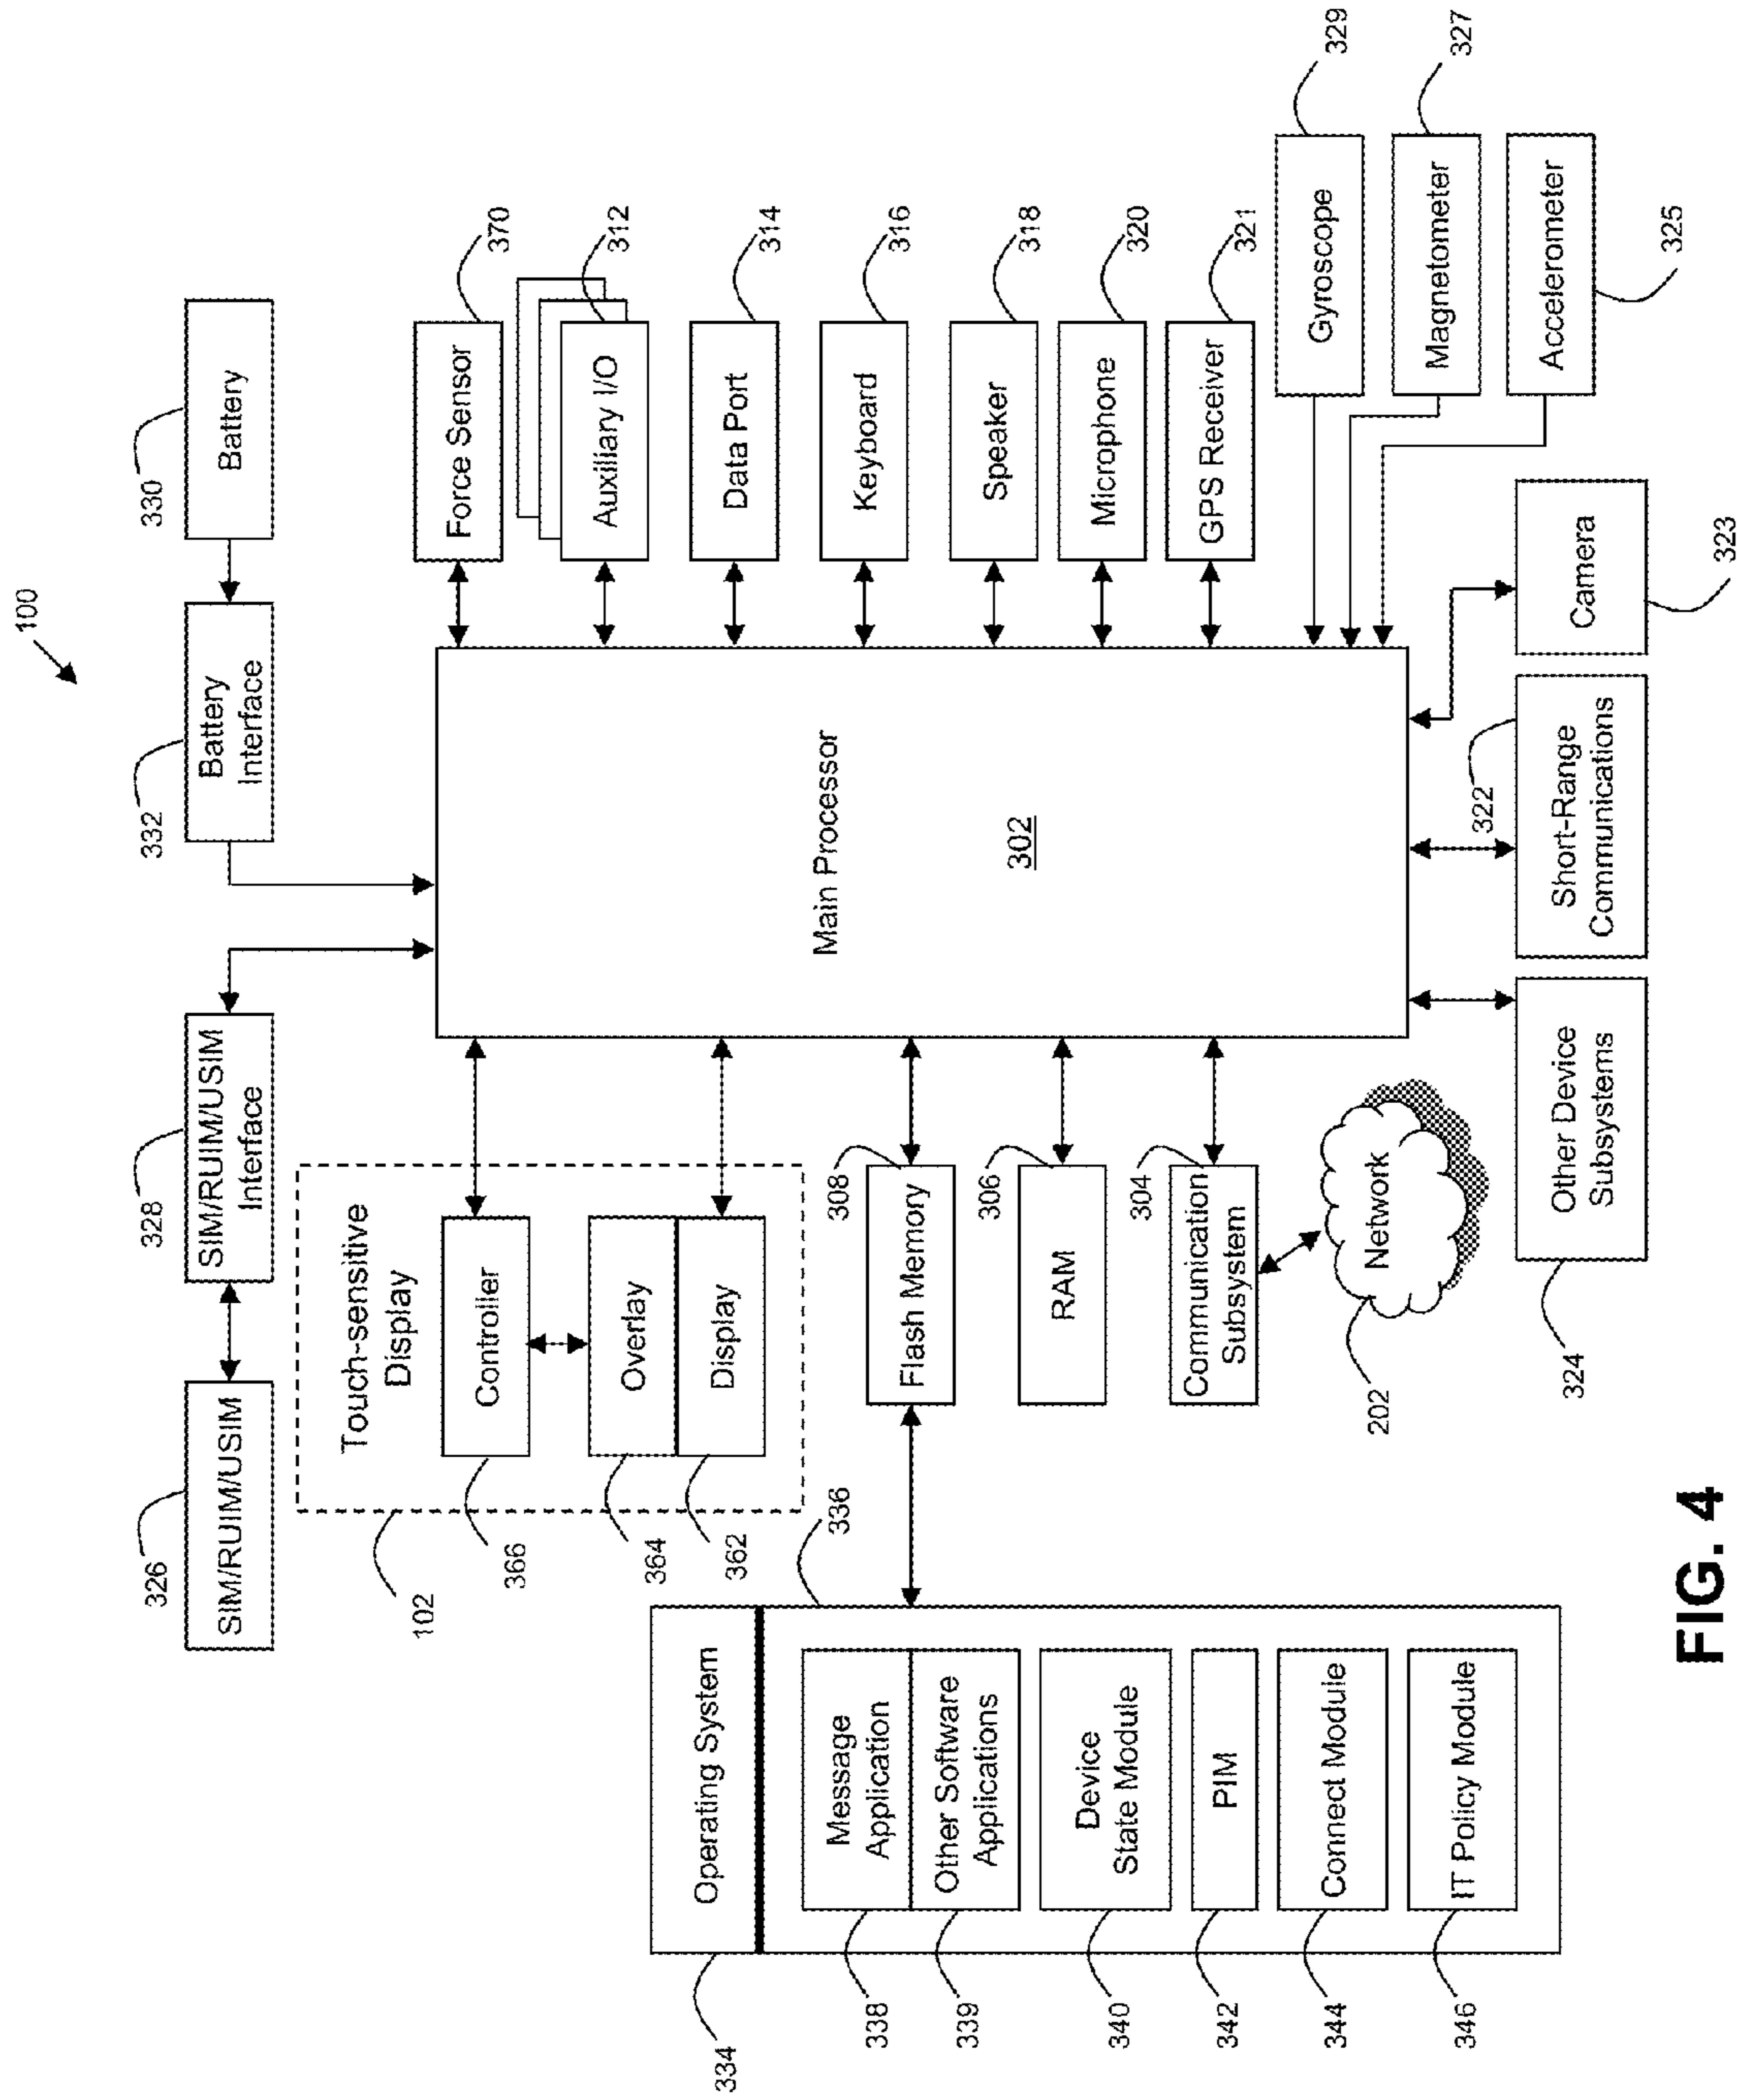 100
330
Battery
332
Battery
Interface
328
SIM/RUIM/USIM
Interface
326
SIM/RUIM/USIM
102
Touch-sensitive
Display
366
Controller
364
Overlay
362
Display
Main Processor
302
370
Force Sensor
312
Auxiliary I/O
314
Data Port
316
Keyboard
318
Speaker
320
Microphone
321
GPS Receiver
329
Gyroscope
327
Magnetometer
325
Accelerometer
323
Camera
322
Short-Range
Communications
324
Other Device
Subsystems
308
Flash Memory
306
RAM
304
Communication
Subsystem
202
Network
336
334
Operating System
338
Message
Application
339
Other Software
Applications
340
Device
State Module
342
PIM
344
Connect Module
346
IT Policy Module
FIG. 4